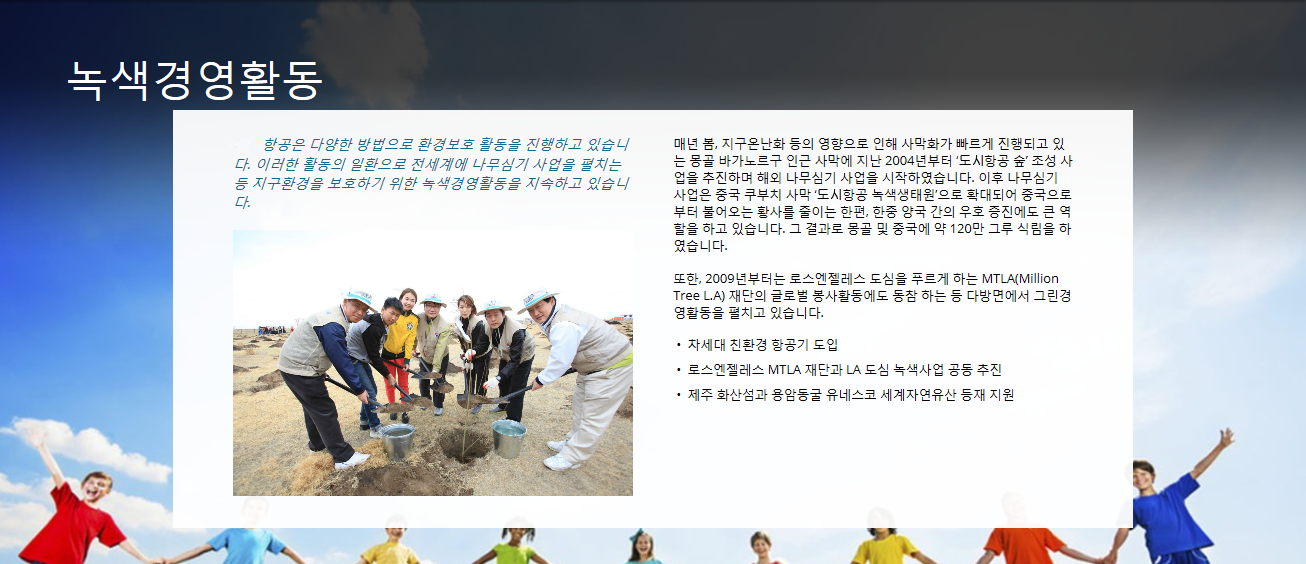 녹색경영활동
항공은 다양한 방법으로 환경보호 활동을 진행하고 있습니
다. 이러한 활동의 일환으로 전세계에 나무심기 사업을 펼치는
등 지구환경을 보호하기 위한 녹색경영활동을 지속하고 있습니
다.
매년 봄, 지구온난화 등의 영향으로 인해 사막화가 빠르게 진행되고 있
는 몽골 바가노르구 인근 사막에 지난 2004년부터 ‘도시항공 숲’ 조성 사
업을 추진하며 해외 나무심기 사업을 시작하였습니다. 이후 나무심기
사업은 중국 쿠부치 사막 ‘도시항공 녹색생태원’으로 확대되어 중국으로
부터 불어오는 황사를 줄이는 한편, 한중 양국 간의 우호 증진에도 큰 역
할을 하고 있습니다. 그 결과로 몽골 및 중국에 약 120만 그루 식림을 하
였습니다.
또한, 2009년부터는 로스엔젤레스 도심을 푸르게 하는 MTLA(Million
Tree L.A) 재단의 글로벌 봉사활동에도 동참 하는 등 다방면에서 그린경
영활동을 펼치고 있습니다.
• 차세대 친환경 항공기 도입
• 로스엔젤레스 MTLA 재단과 LA 도심 녹색사업 공동 추진
• 제주 화산섬과 용암동굴 유네스코 세계자연유산 등재 지원